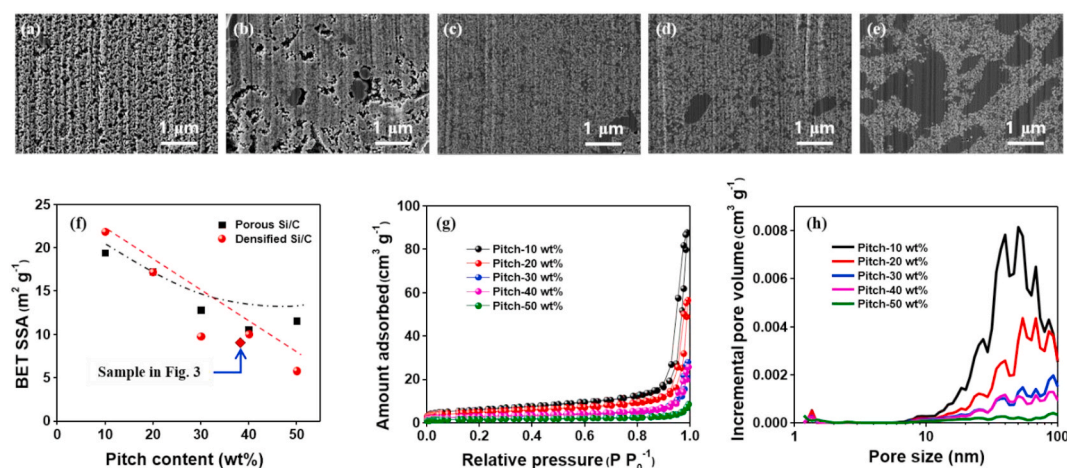 (a)
1 μm
(b)
1 μm
(c)
1 μm
(d)
1 μm
(e)
1 μm
(f)
Porous Si/C
Densified Si/C
Sample in Fig. 3
BET SSA (m² g⁻¹)
25
20
15
10
5
0
0 10 20 30 40 50
Pitch content (wt%)
(g)
Pitch-10 wt%
Pitch-20 wt%
Pitch-30 wt%
Pitch-40 wt%
Pitch-50 wt%
Amount adsorbed (cm³ g⁻¹)
100
80
60
40
20
0
0.0 0.2 0.4 0.6 0.8 1.0
Relative pressure (P P₀⁻¹)
(h)
Pitch-10 wt%
Pitch-20 wt%
Pitch-30 wt%
Pitch-40 wt%
Pitch-50 wt%
Incremental pore volume (cm³ g⁻¹)
0.008
0.006
0.004
0.002
0.000
1 10 100
Pore size (nm)